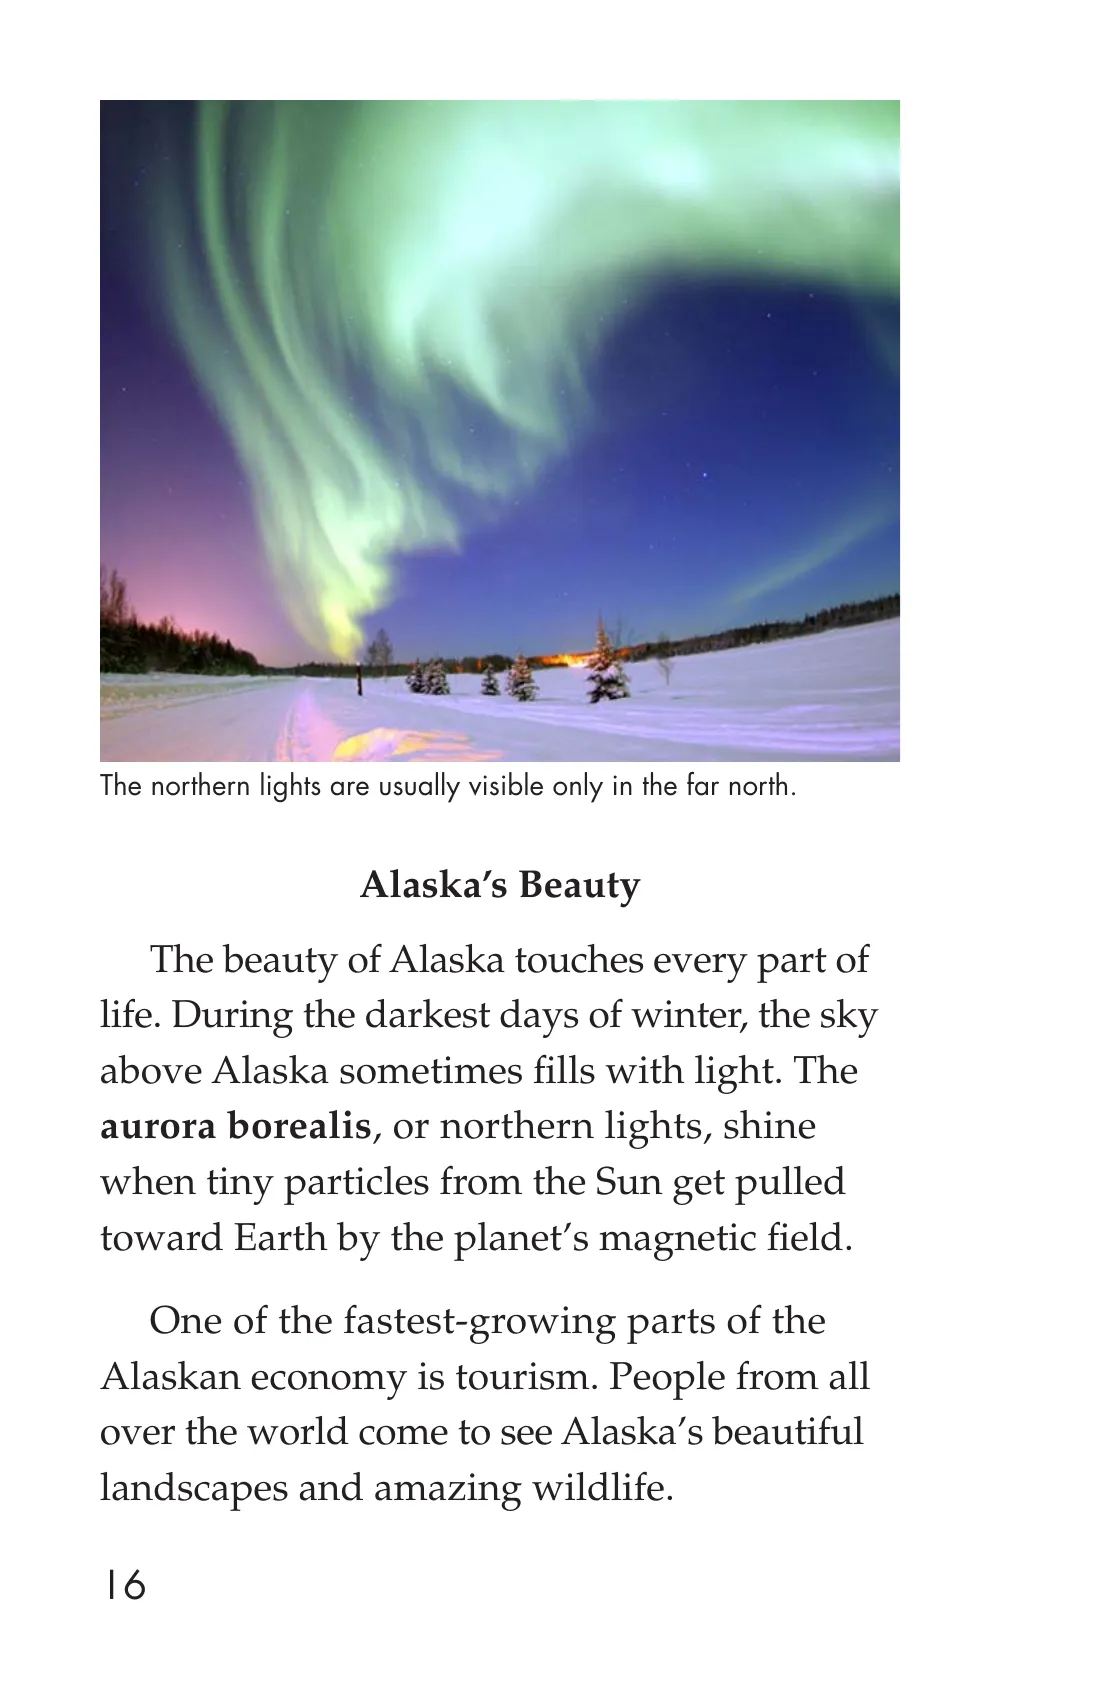 The northern lights are usually visible only in the far north.
Alaska’s Beauty
The beauty of Alaska touches every part of
life. During the darkest days of winter, the sky
above Alaska sometimes fills with light. The
aurora borealis, or northern lights, shine
when tiny particles from the Sun get pulled
toward Earth by the planet’s magnetic field.
One of the fastest-growing parts of the
Alaskan economy is tourism. People from all
over the world come to see Alaska’s beautiful
landscapes and amazing wildlife.
16